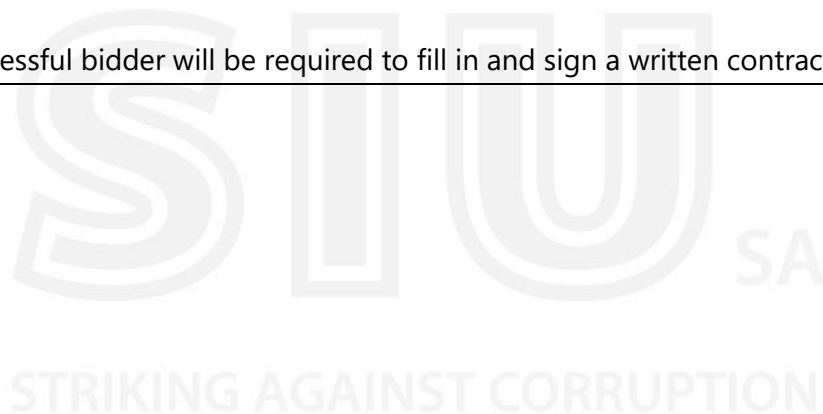 essful bidder will be required to fill in and sign a written contrac
SIU
SA
STRIKING AGAINST CORRUPTION